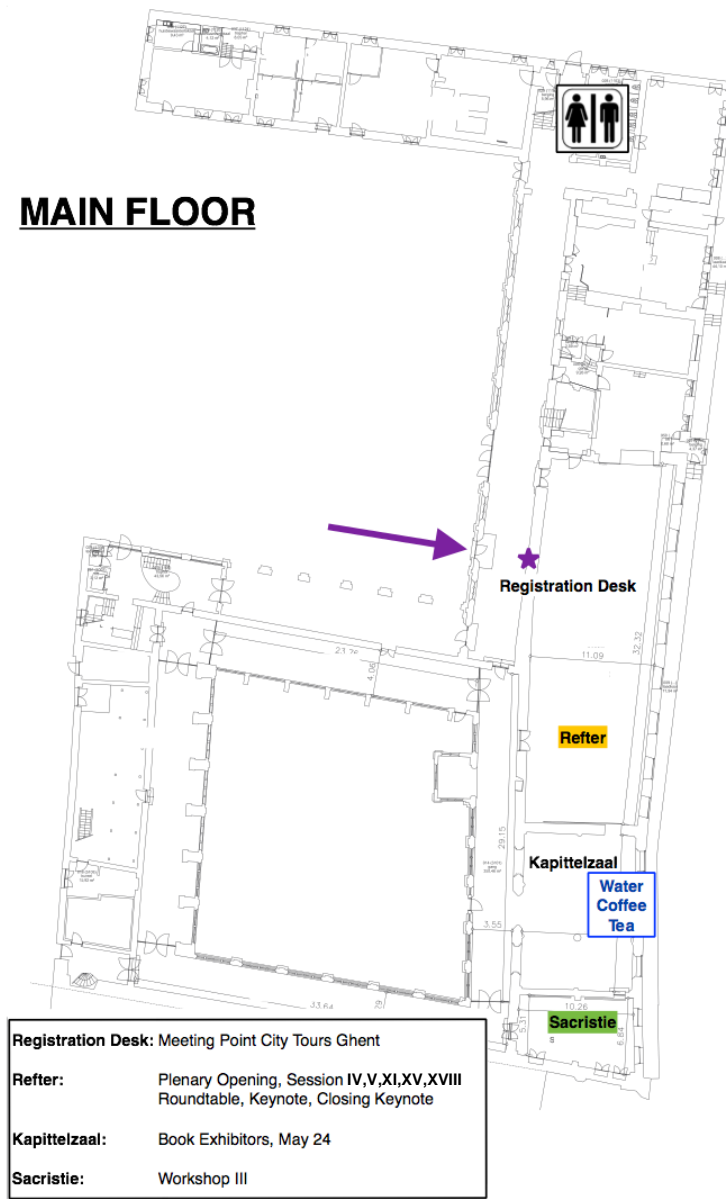 MAIN FLOOR
Registration Desk
23.26
4.06
11.09
32.32
Refter
29.15
Kapittelzaal
Water
Coffee
Tea
3.55
33.64
10.26
Sacristie
5.31
6.84
Registration Desk: Meeting Point City Tours Ghent
Refter: Plenary Opening, Session IV,V,XI,XV,XVIII
Roundtable, Keynote, Closing Keynote
Kapittelzaal: Book Exhibitors, May 24
Sacristie: Workshop III